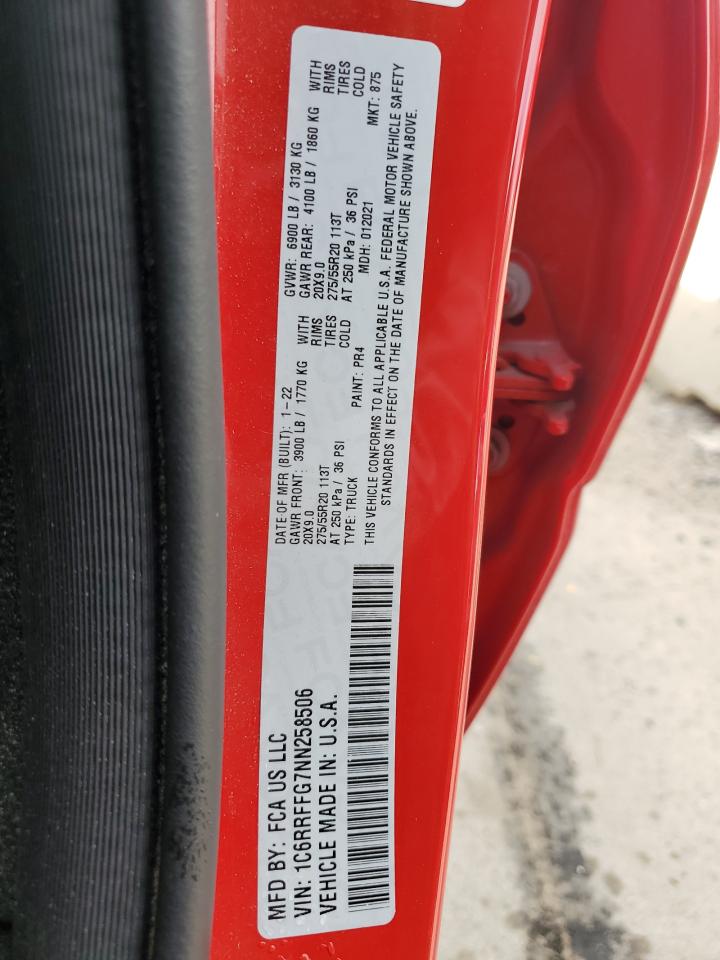 MFD BY: FCA US LLC
VIN: 1C6RRFFG7NN258506
VEHICLE MADE IN: U.S.A.
DATE OF MFR (BUILT): 1-22
GVWR: 6900 LB / 3130 KG
GAWR FRONT: 3900 LB / 1770 KG WITH
GAWR REAR: 4100 LB / 1860 KG WITH
20X9.0 RIMS
20X9.0 RIMS
275/55R20 113T TIRES
275/55R20 113T TIRES
AT 250 kPa / 36 PSI COLD
AT 250 kPa / 36 PSI COLD
TYPE: TRUCK PAINT: PR4 MDH: 012021 MKT: 875
THIS VEHICLE CONFORMS TO ALL APPLICABLE U.S.A. FEDERAL MOTOR VEHICLE SAFETY
STANDARDS IN EFFECT ON THE DATE OF MANUFACTURE SHOWN ABOVE.